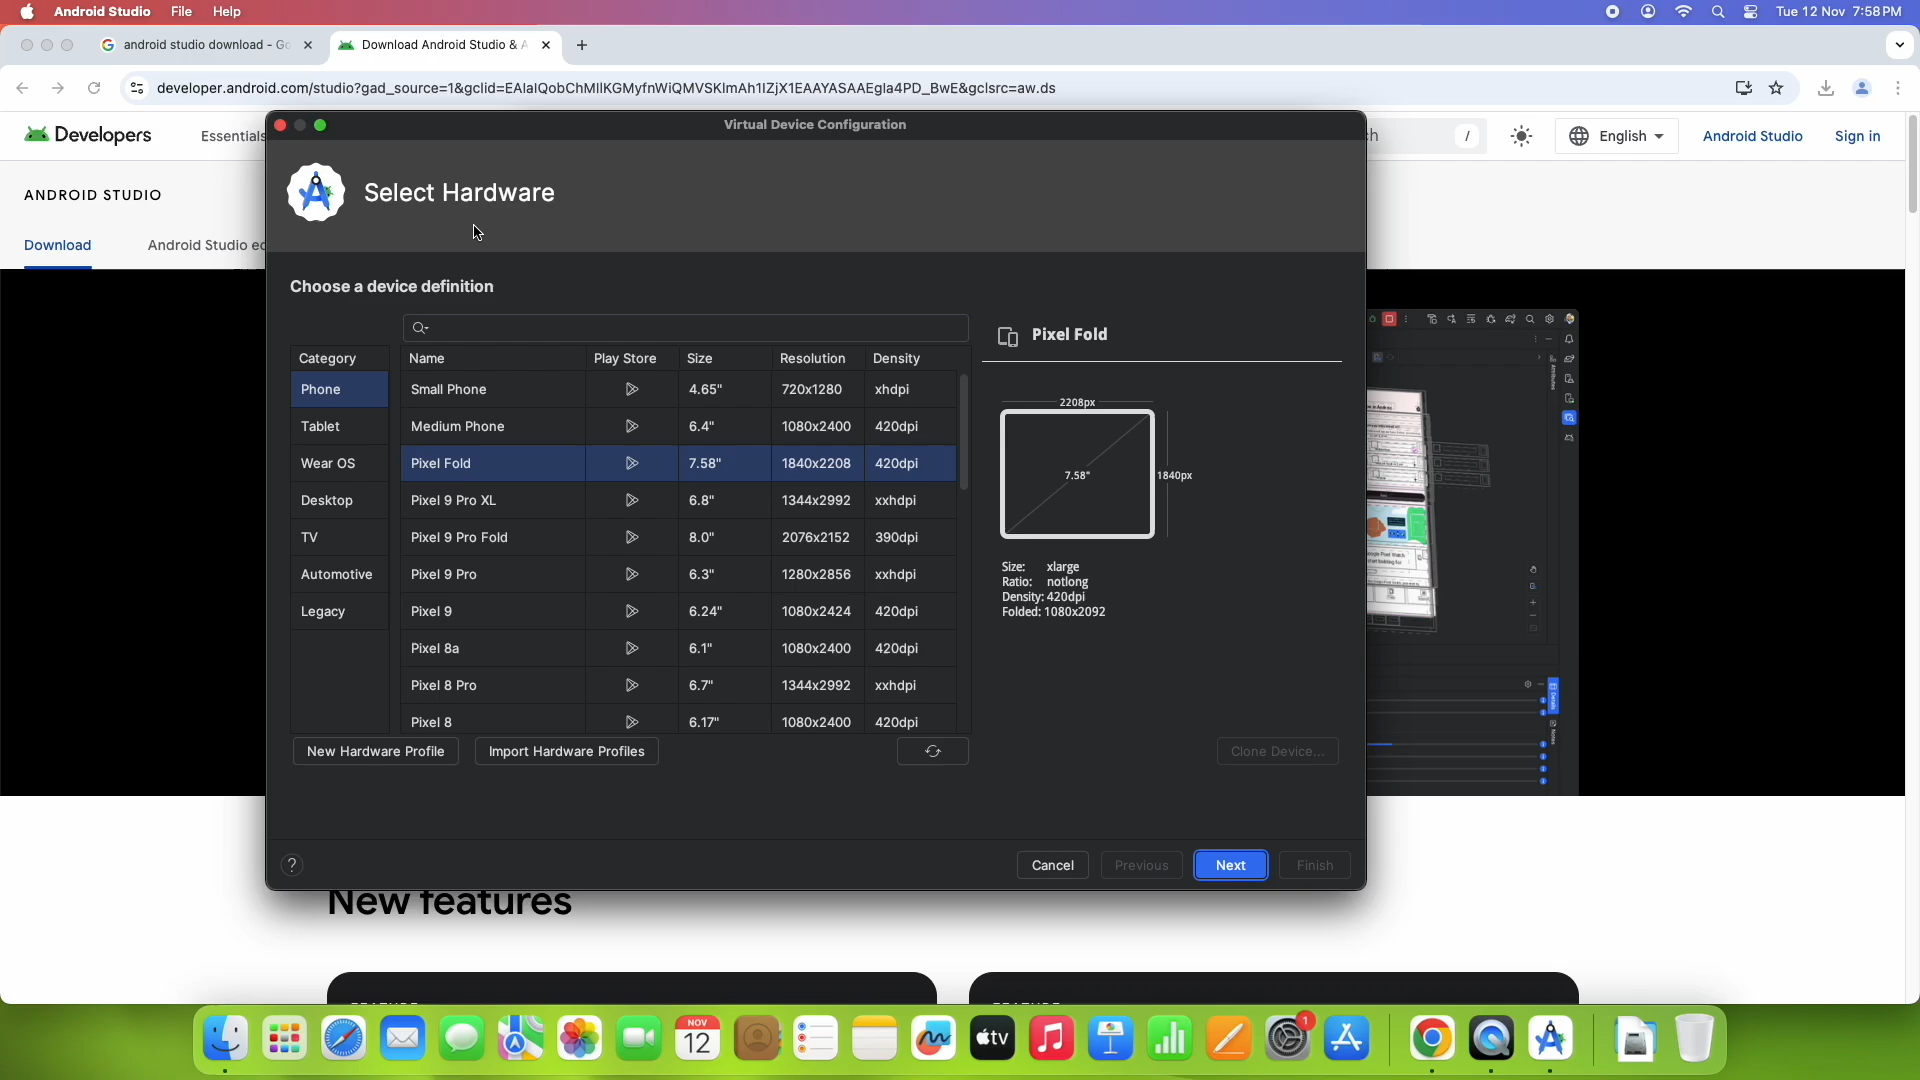 Android Studio File Help Tue 12 Nov 7:58 PM
android studio download - Go Download Android Studio & A
developer.android.com/studio?gad_source=1&gclid=EAIaIQobChMIlKGMyfnWiQMVSKImAh1IZjX1EAAYASAAEgIa4PD_BwE&gclsrc=aw.ds
Developers Essentials / English Android Studio Sign in
ANDROID STUDIO
Download Android Studio
Virtual Device Configuration
Select Hardware
Choose a device definition
Category Name Play Store Size Resolution Density
Phone Small Phone 4.65" 720x1280 xhdpi
Tablet Medium Phone 6.4" 1080x2400 420dpi
Wear OS Pixel Fold 7.58" 1840x2208 420dpi
Desktop Pixel 9 Pro XL 6.8" 1344x2992 xxhdpi
TV Pixel 9 Pro Fold 8.0" 2076x2152 390dpi
Automotive Pixel 9 Pro 6.3" 1280x2856 xxhdpi
Legacy Pixel 9 6.24" 1080x2424 420dpi
Pixel 8a 6.1" 1080x2400 420dpi
Pixel 8 Pro 6.7" 1344x2992 xxhdpi
Pixel 8 6.17" 1080x2400 420dpi
Pixel Fold
2208px
7.58" 1840px
Size: xlarge
Ratio: notlong
Density: 420dpi
Folded: 1080x2092
New Hardware Profile Import Hardware Profiles Clone Device...
? Cancel Previous Next Finish
New features
NOV
12
tv
1